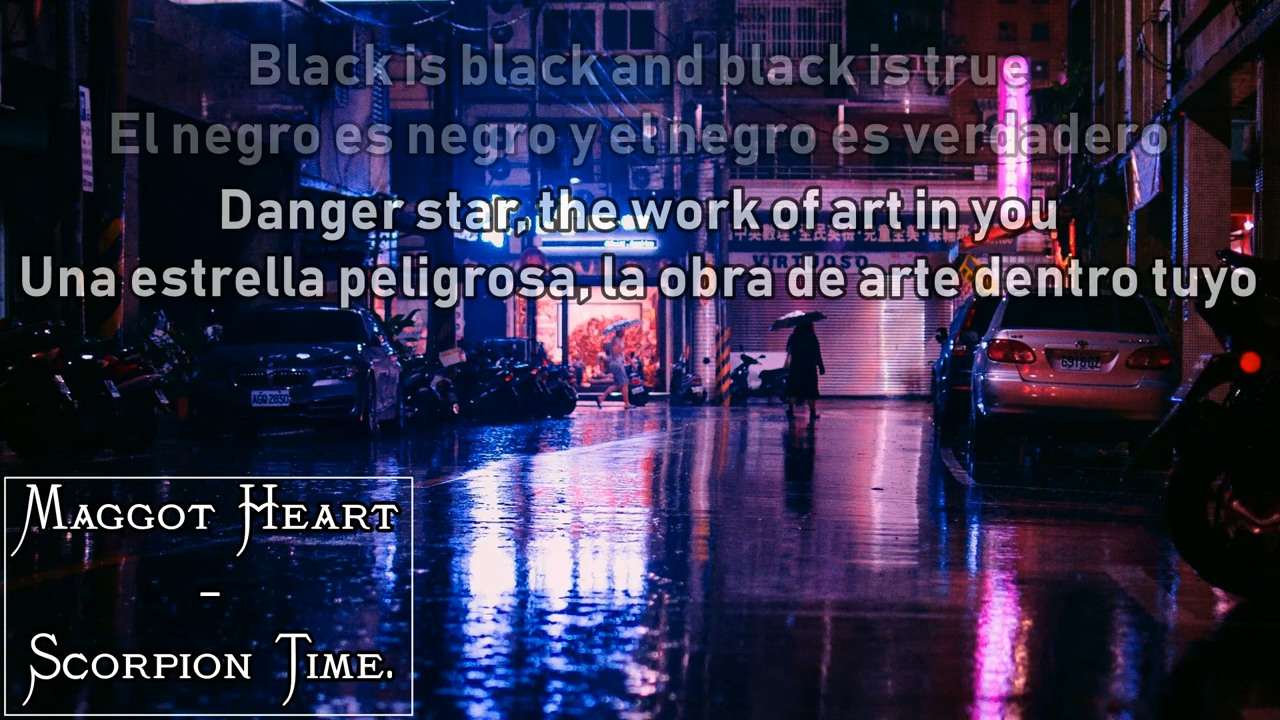 Black is black and black is true
El negro es negro y el negro es verdadero
Danger star, the work of art in you
Una estrella peligrosa, la obra de arte dentro tuyo
VIRTUOSO
Maggot Heart
-
Scorpion Time.